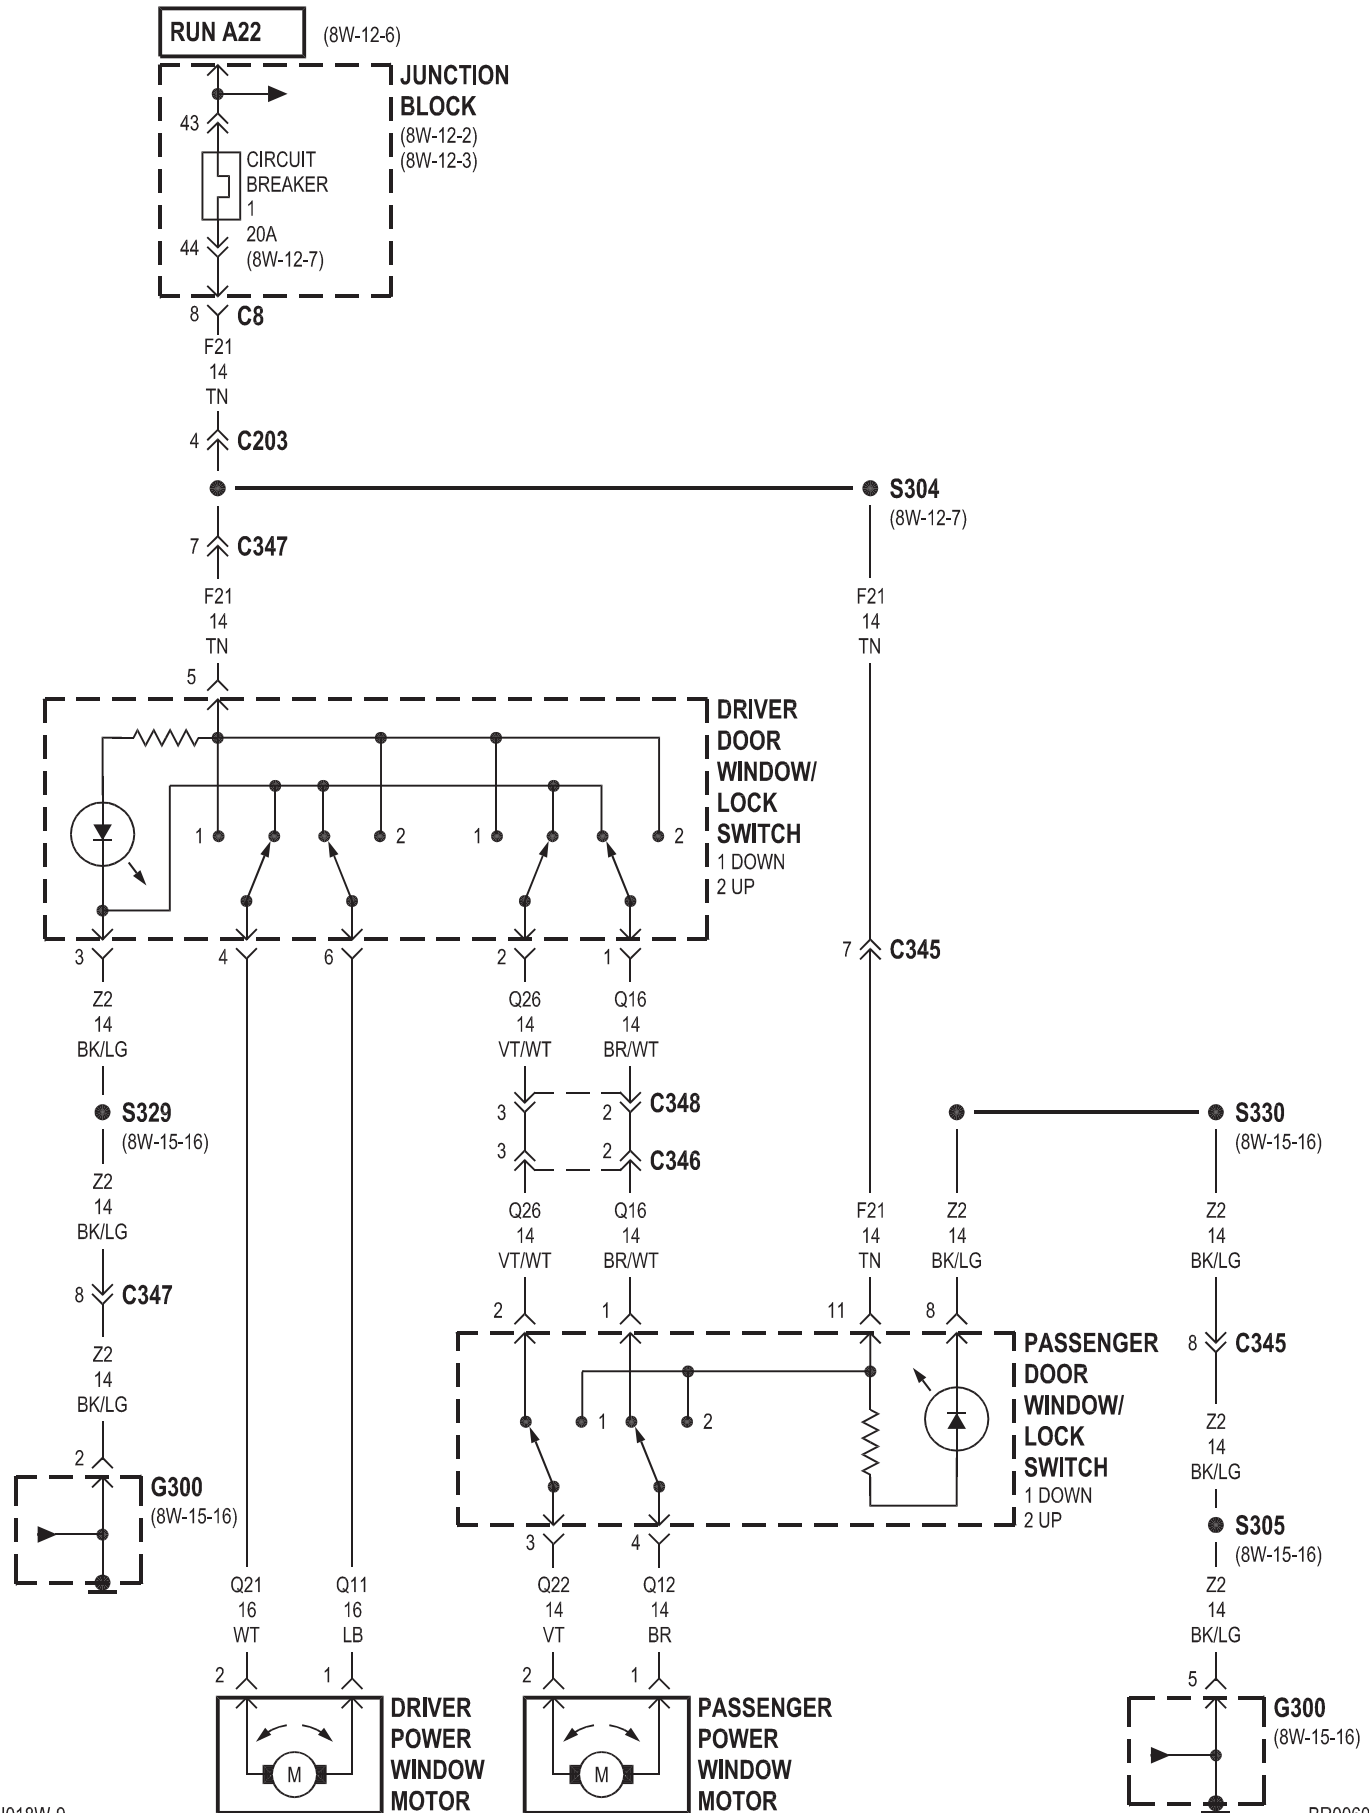 RUN A22
(8W-12-6)
JUNCTION
BLOCK
(8W-12-2)
(8W-12-3)
43
CIRCUIT
BREAKER
1
20A
(8W-12-7)
44
8
C8
F21
14
TN
4
C203
S304
(8W-12-7)
7
C347
F21
14
TN
F21
14
TN
5
DRIVER
DOOR
WINDOW/
LOCK
SWITCH
1 DOWN
2 UP
1
2
1
2
3
4
6
2
1
7
C345
Z2
14
BK/LG
Q26
14
VT/WT
Q16
14
BR/WT
S329
(8W-15-16)
3
2
C348
3
2
C346
S330
(8W-15-16)
Z2
14
BK/LG
Q26
14
VT/WT
Q16
14
BR/WT
F21
14
TN
Z2
14
BK/LG
Z2
14
BK/LG
8
C347
2
1
11
8
PASSENGER
DOOR
WINDOW/
LOCK
SWITCH
1 DOWN
2 UP
8
C345
Z2
14
BK/LG
1
2
Z2
14
BK/LG
2
G300
(8W-15-16)
3
4
S305
(8W-15-16)
Q21
16
WT
Q11
16
LB
Q22
14
VT
Q12
14
BR
Z2
14
BK/LG
2
1
2
1
5
DRIVER
POWER
WINDOW
MOTOR
M
PASSENGER
POWER
WINDOW
MOTOR
M
G300
(8W-15-16)